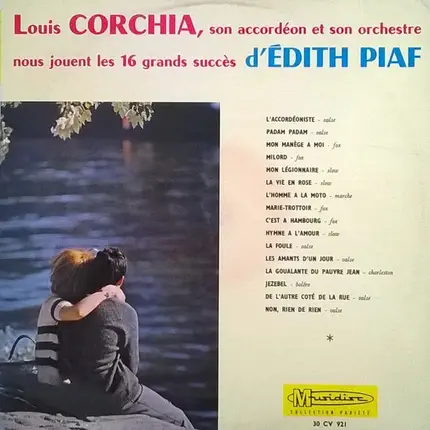 Louis CORCHIA, son accordéon et son orchestre
nous jouent les 16 grands succès d'ÉDITH PIAF
L'ACCORDÉONISTE - valse
PADAM PADAM - valse
MON MANÈGE A MOI - fox
MILORD - fox
MON LÉGIONNAIRE - slow
LA VIE EN ROSE - slow
L'HOMME A LA MOTO - marche
MARIE-TROTTOIR - fox
C'EST A HAMBOURG - fox
HYMNE A L'AMOUR - slow
LA FOULE - valse
LES AMANTS D'UN JOUR - valse
LA GOUALANTE DU PAUVRE JEAN - charleston
JEZEBEL - boléro
DE L'AUTRE COTÉ DE LA RUE - valse
NON, RIEN DE RIEN - valse
*
Musidisc
COLLECTION VARIÉTÉ
30 CV 921